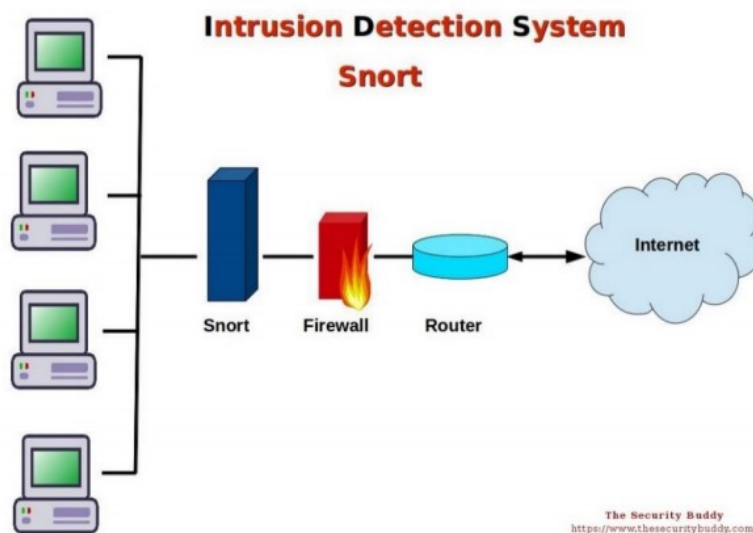 Intrusion Detection System
Snort
Snort
Firewall
Router
Internet
The Security Buddy
https://www.thesecuritybuddy.com